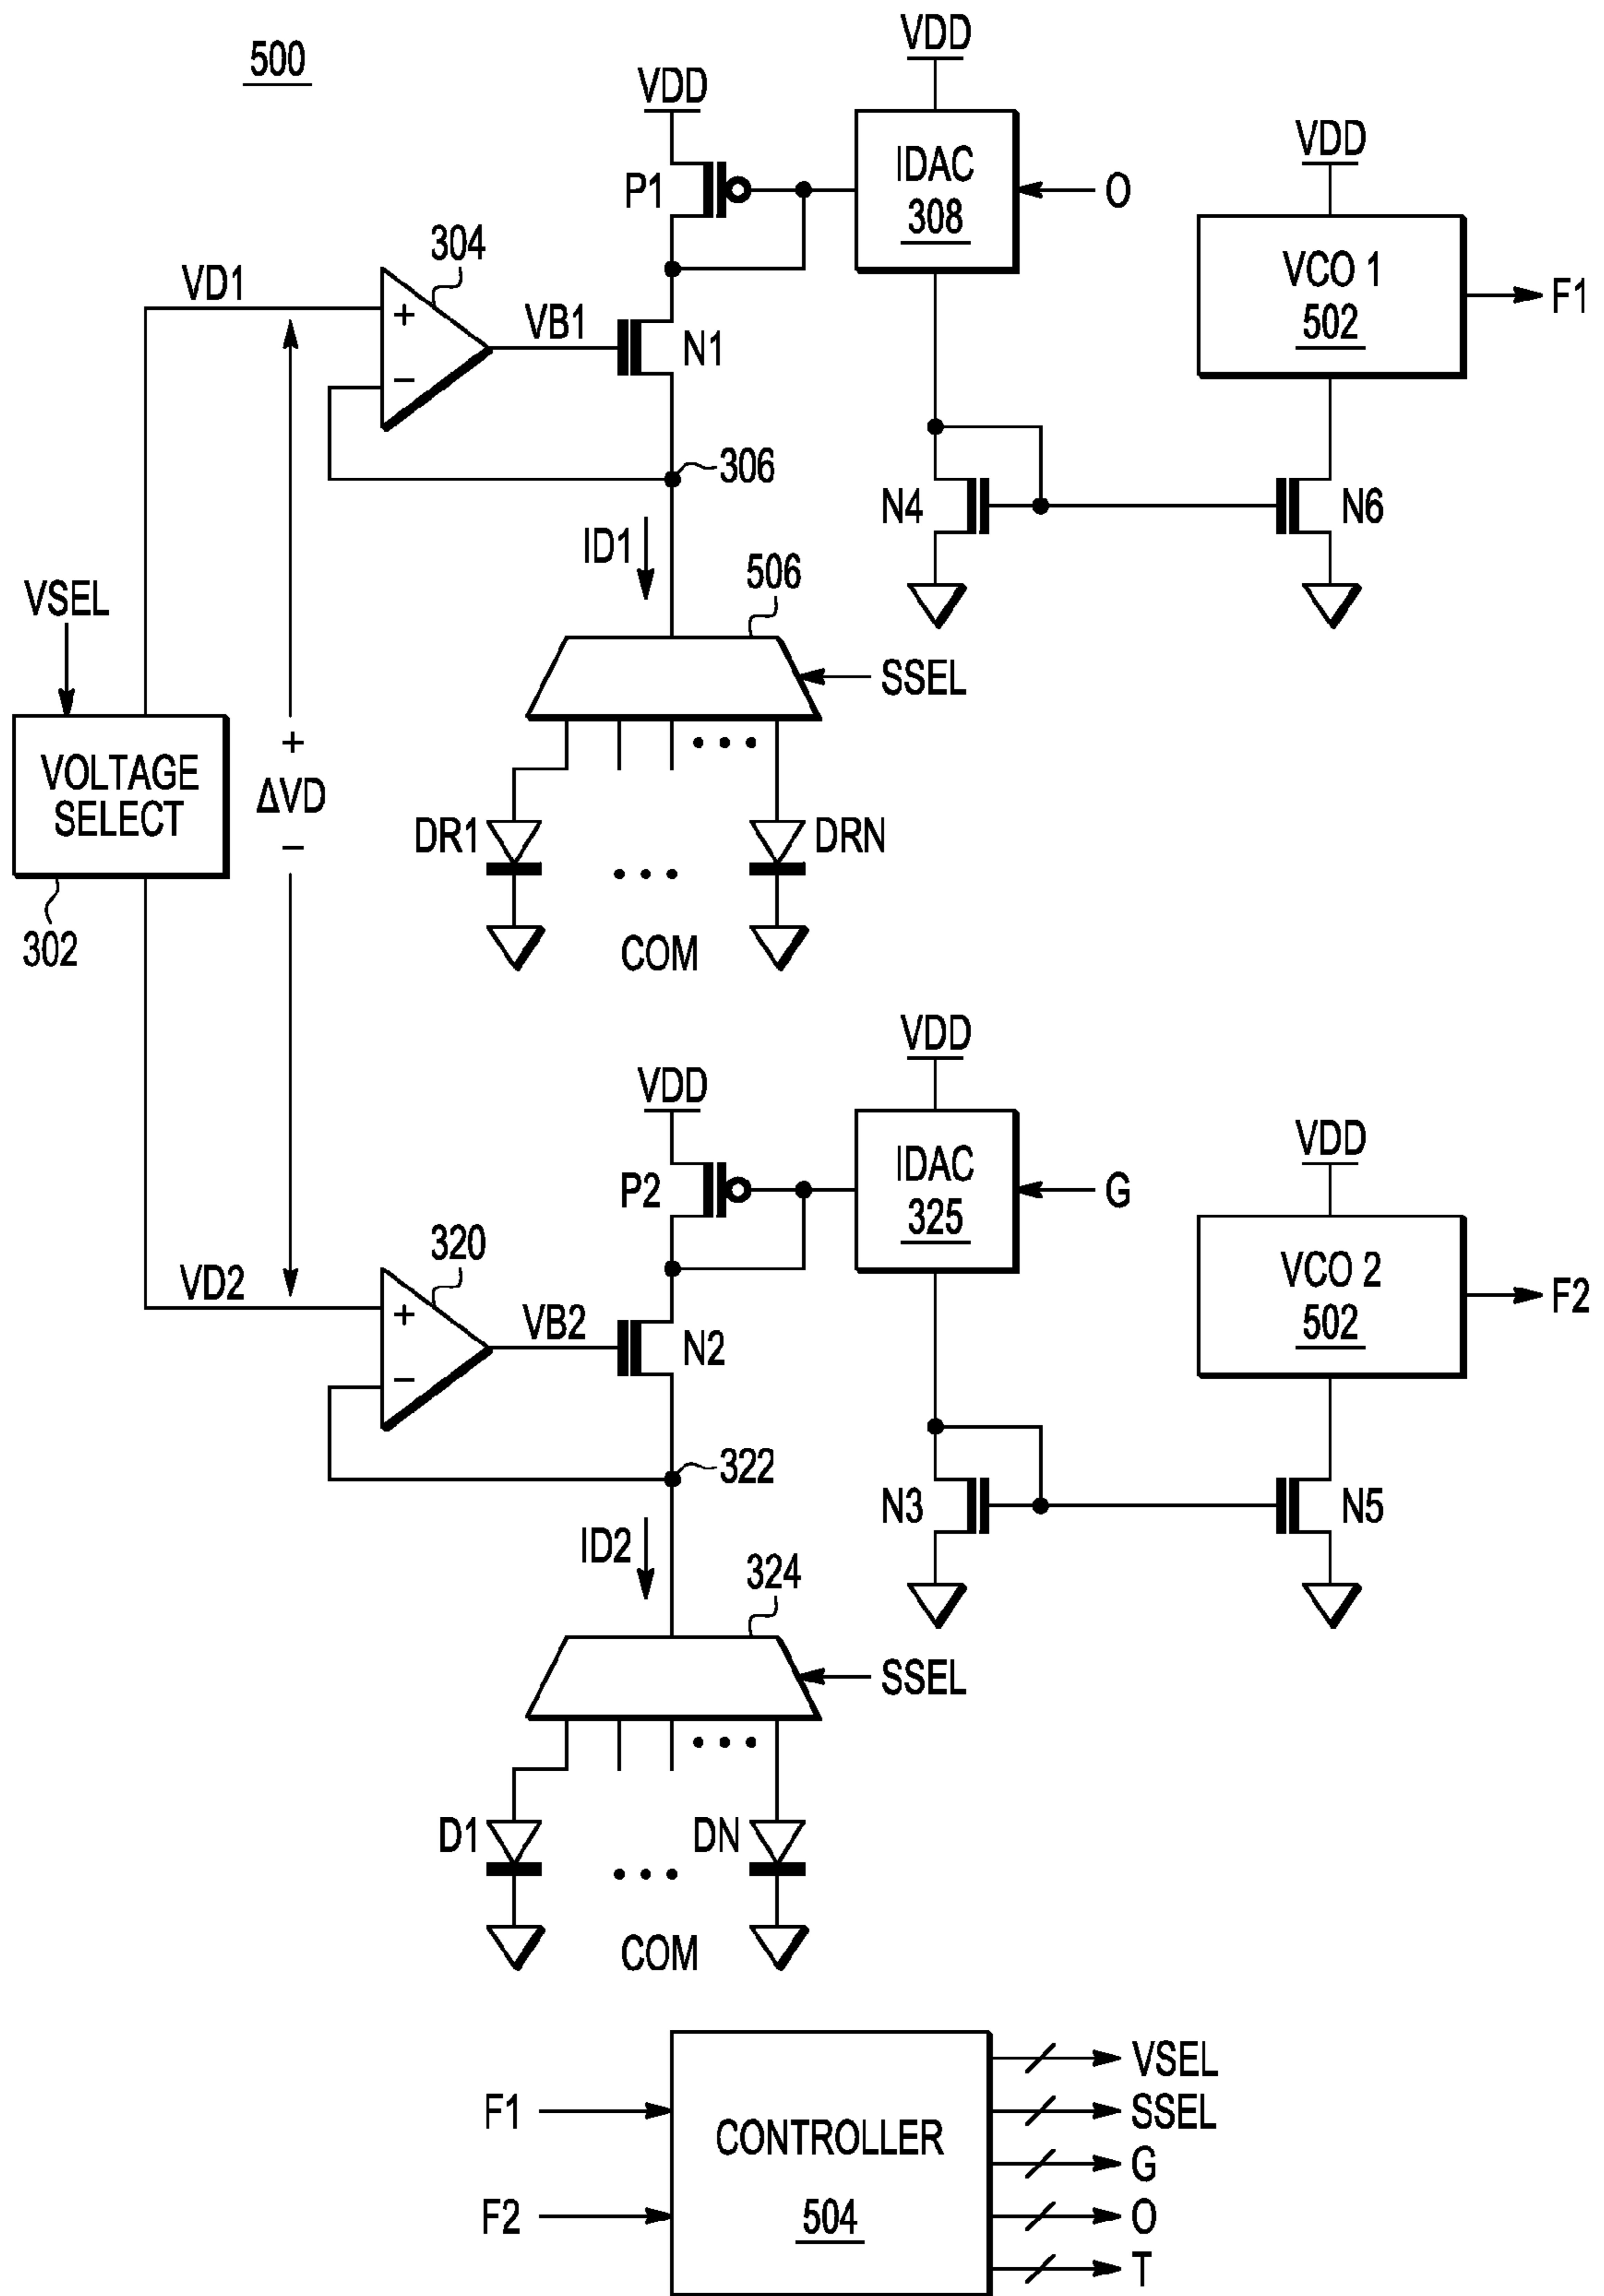 500
VDD
VDD
P1
IDAC
308
O
VDD
VCO 1
502
F1
304
VD1
+
−
VB1
N1
306
N4
N6
ID1
506
VSEL
SSEL
VOLTAGE
SELECT
302
+
ΔVD
−
• • •
DR1
DRN
• • •
COM
VDD
VDD
P2
IDAC
325
G
VDD
VCO 2
502
F2
320
VD2
+
−
VB2
N2
322
N3
N5
ID2
324
SSEL
• • •
D1
DN
• • •
COM
F1
F2
CONTROLLER
504
VSEL
SSEL
G
O
T